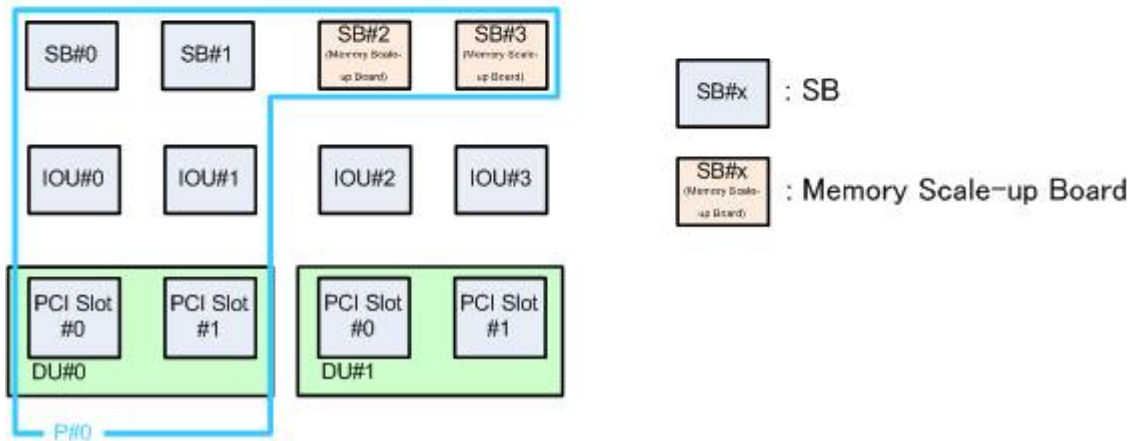 SB#0
SB#1
SB#2
(Memory Scale-
up Board)
SB#3
(Memory Scale-
up Board)
IOU#0
IOU#1
IOU#2
IOU#3
PCI Slot
#0
PCI Slot
#1
DU#0
PCI Slot
#0
PCI Slot
#1
DU#1
P#0
SB#x
: SB
SB#x
(Memory Scale-
up Board)
: Memory Scale-up Board